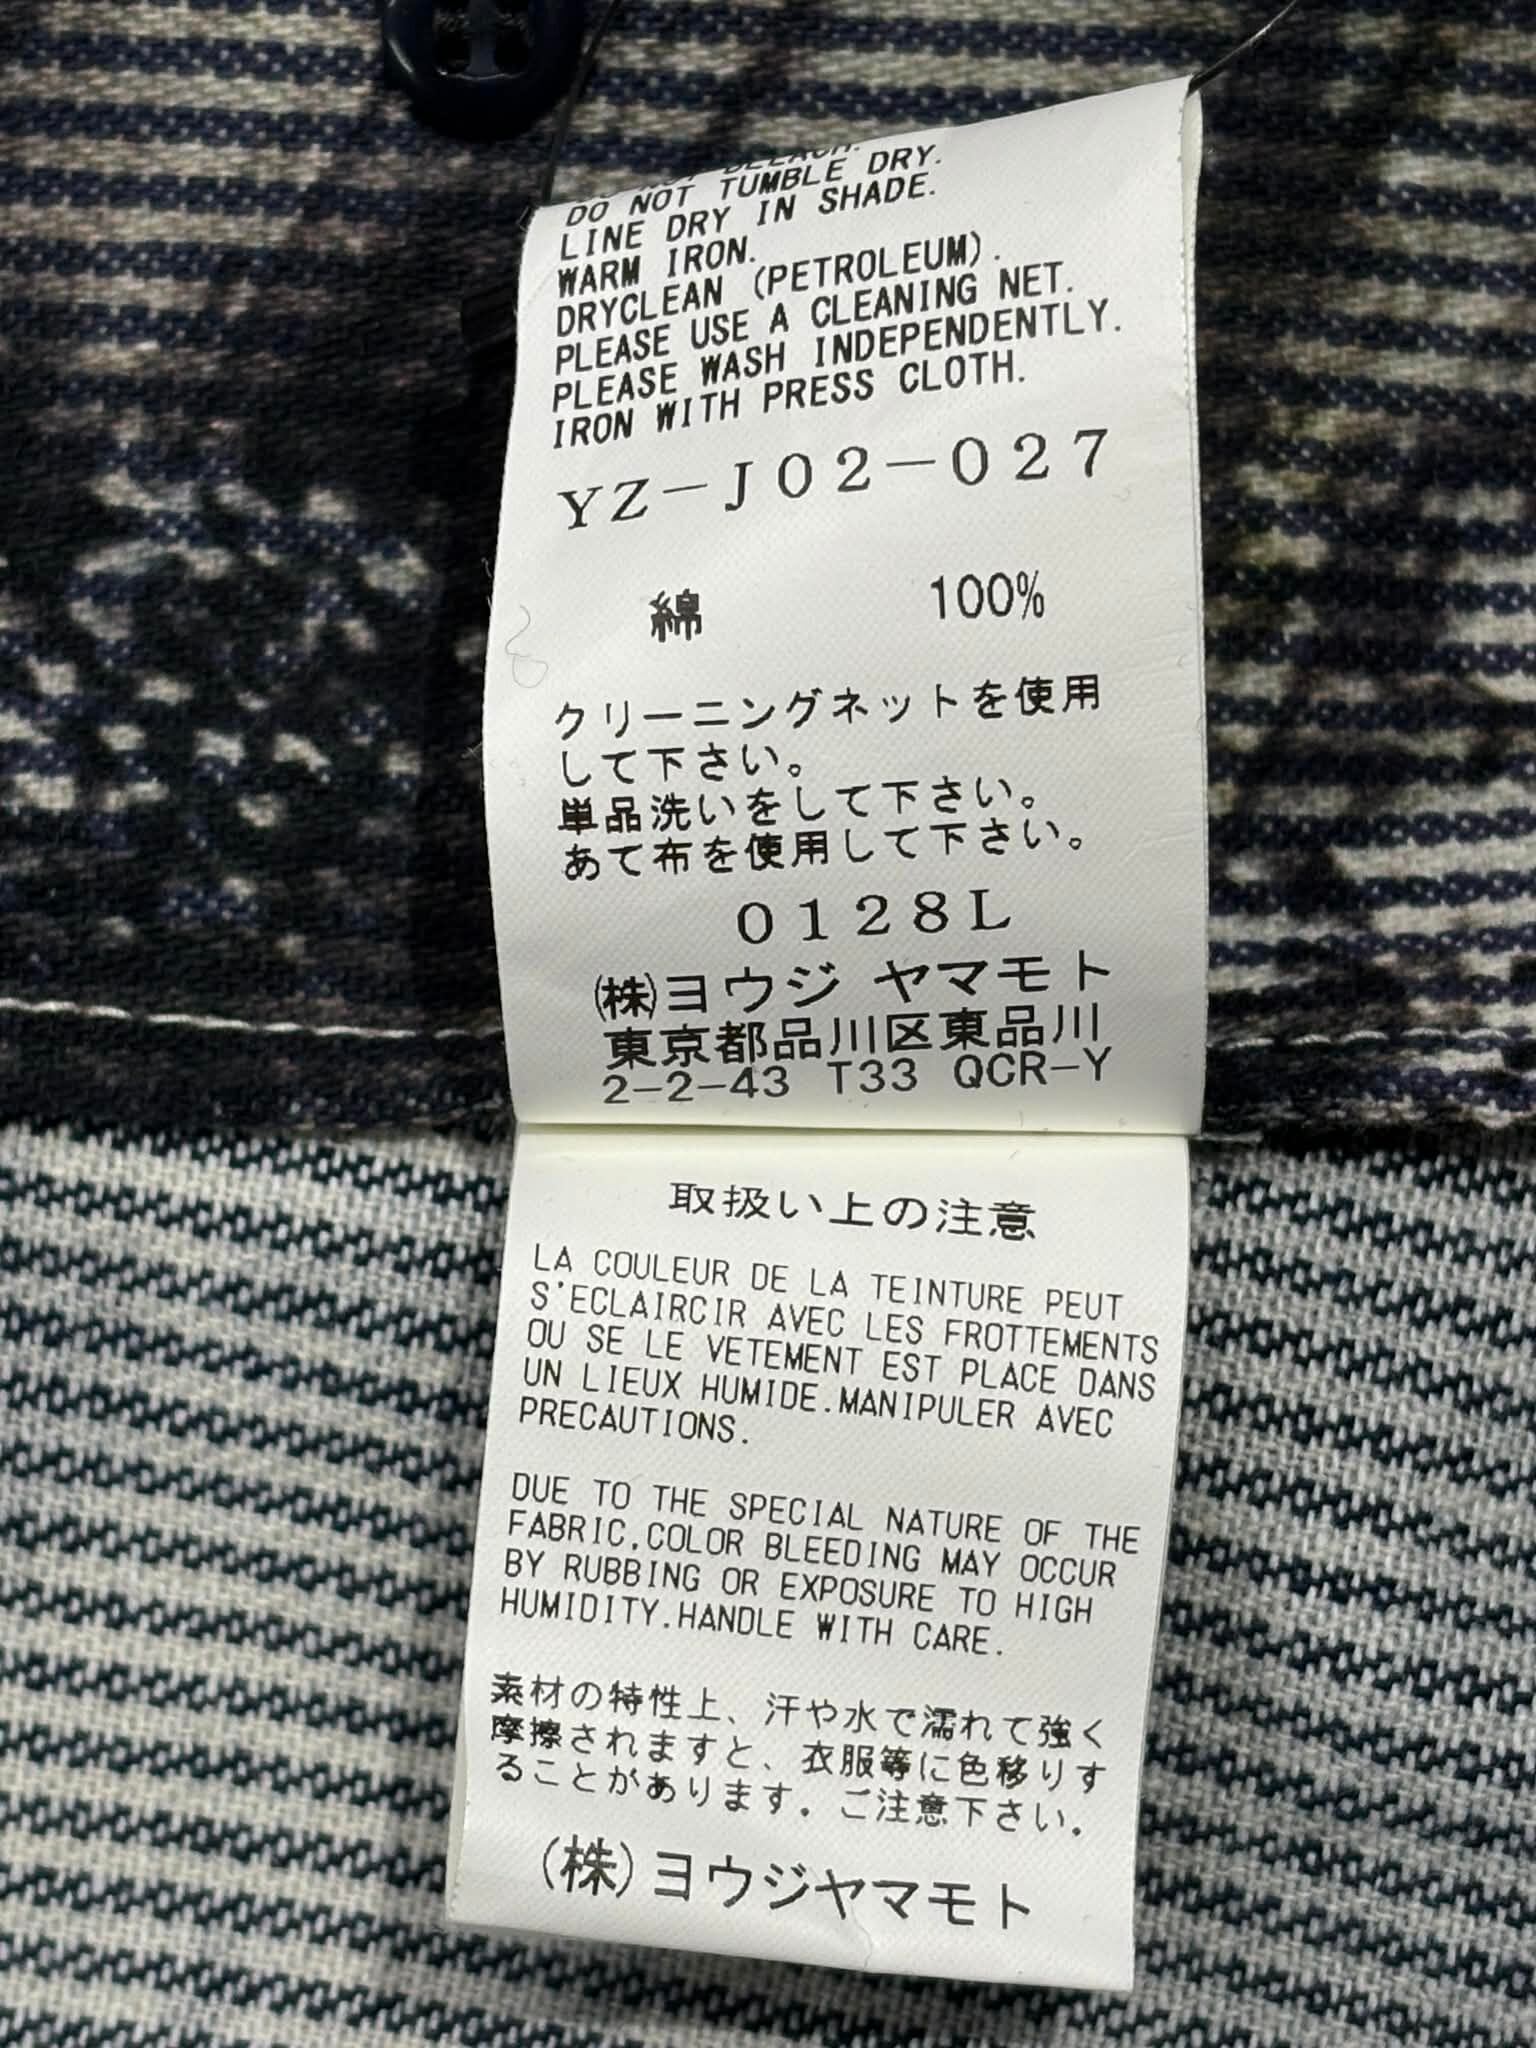 DO NOT BLEACH.
DO NOT TUMBLE DRY.
LINE DRY IN SHADE.
WARM IRON.
DRYCLEAN (PETROLEUM).
PLEASE USE A CLEANING NET.
PLEASE WASH INDEPENDENTLY.
IRON WITH PRESS CLOTH.
YZ-J02-027
綿 100%
クリーニングネットを使用
して下さい。
単品洗いをして下さい。
あて布を使用して下さい。
0128L
㈱ヨウジ ヤマモト
東京都品川区東品川
2-2-43 T33 QCR-Y
取扱い上の注意
LA COULEUR DE LA TEINTURE PEUT
S'ECLAIRCIR AVEC LES FROTTEMENTS
OU SE LE VETEMENT EST PLACE DANS
UN LIEUX HUMIDE.MANIPULER AVEC
PRECAUTIONS.
DUE TO THE SPECIAL NATURE OF THE
FABRIC,COLOR BLEEDING MAY OCCUR
BY RUBBING OR EXPOSURE TO HIGH
HUMIDITY.HANDLE WITH CARE.
素材の特性上、汗や水で濡れて強く
摩擦されますと、衣服等に色移りす
ることがあります。ご注意下さい。
(株)ヨウジヤマモト